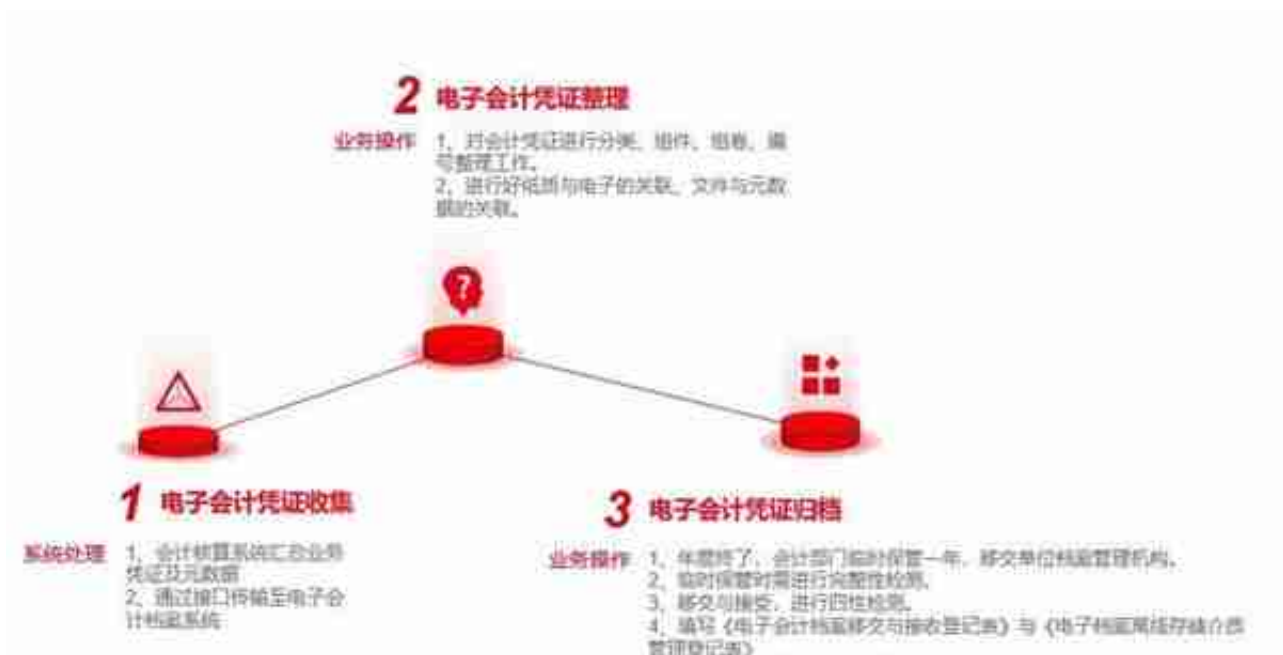 2 电子会计凭证整理
业务操作
1、对会计凭证进行分类、组件、组卷、编
号整理工作。
2、进行好纸质与电子的关联、文件与元数
据的关联。
1 电子会计凭证收集
系统处理
1、会计核算系统汇总业务
凭证及元数据
2、通过接口传输至电子会
计档案系统
3 电子会计凭证归档
业务操作
1、年度终了，会计部门临时保管一年，移交单位档案管理机构。
2、临时保管时需进行完整性检测。
3、移交与接受，进行四性检测。
4、填写《电子会计档案移交与接收登记表》与《电子档案离线存储介质
管理登记表》